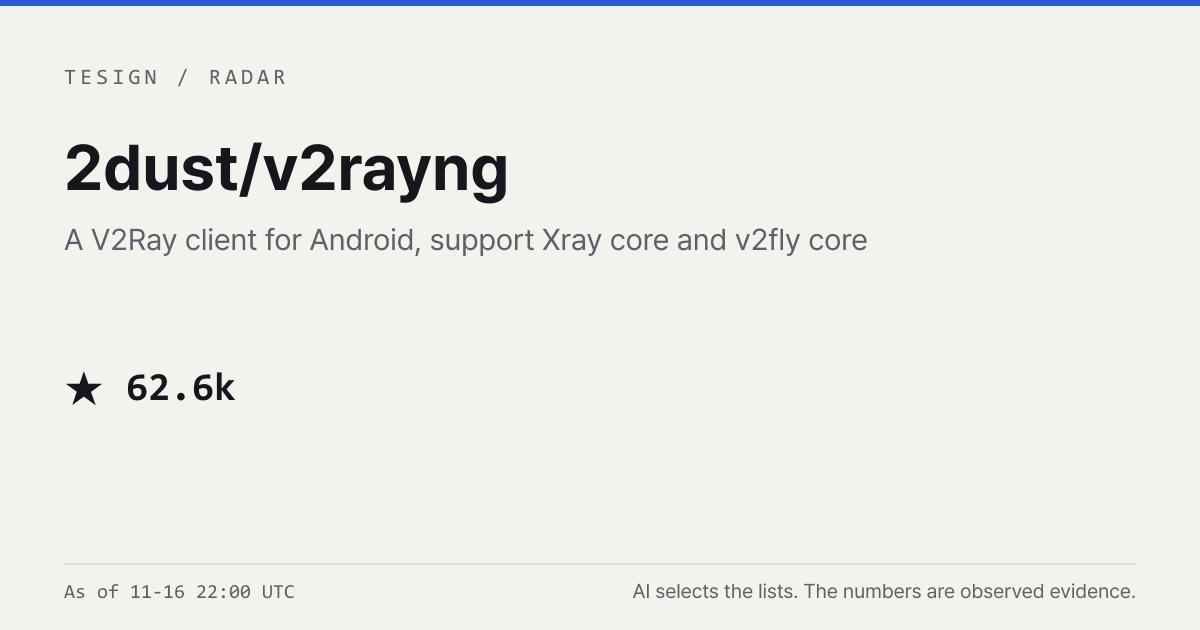 TESIGN / RADAR
2dust/v2rayng
A V2Ray client for Android, support Xray core and v2fly core
★ 62.6k
As of 11-16 22:00 UTC
AI selects the lists. The numbers are observed evidence.